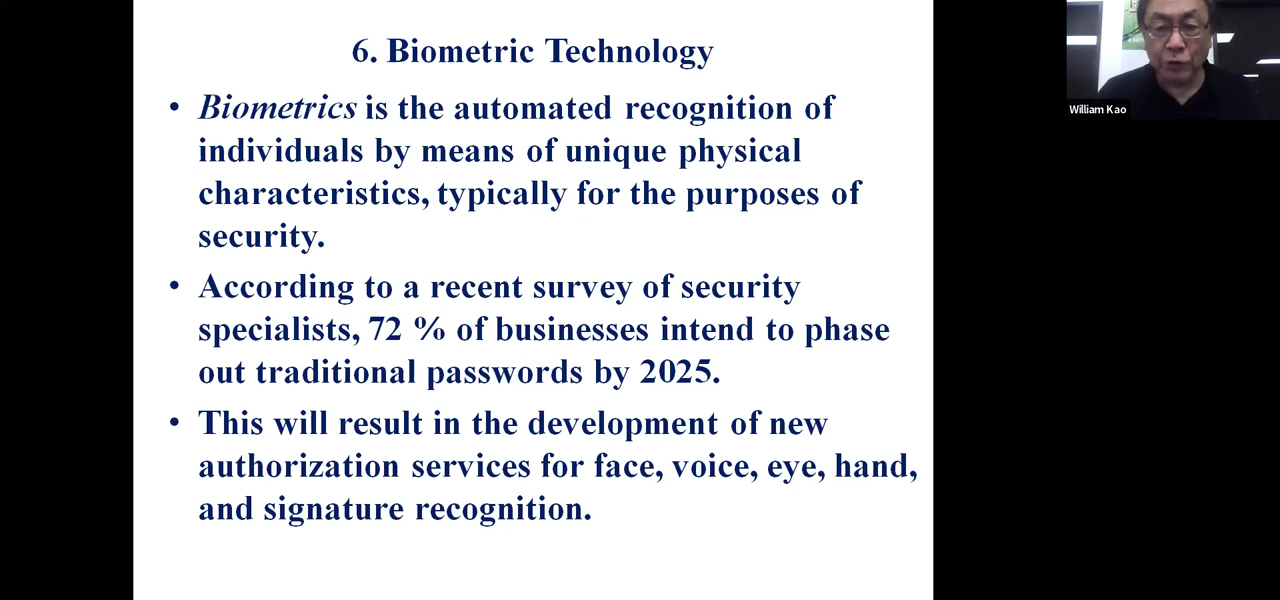 6. Biometric Technology
• Biometrics is the automated recognition of
individuals by means of unique physical
characteristics, typically for the purposes of
security.
• According to a recent survey of security
specialists, 72 % of businesses intend to phase
out traditional passwords by 2025.
• This will result in the development of new
authorization services for face, voice, eye, hand,
and signature recognition.
William Kao